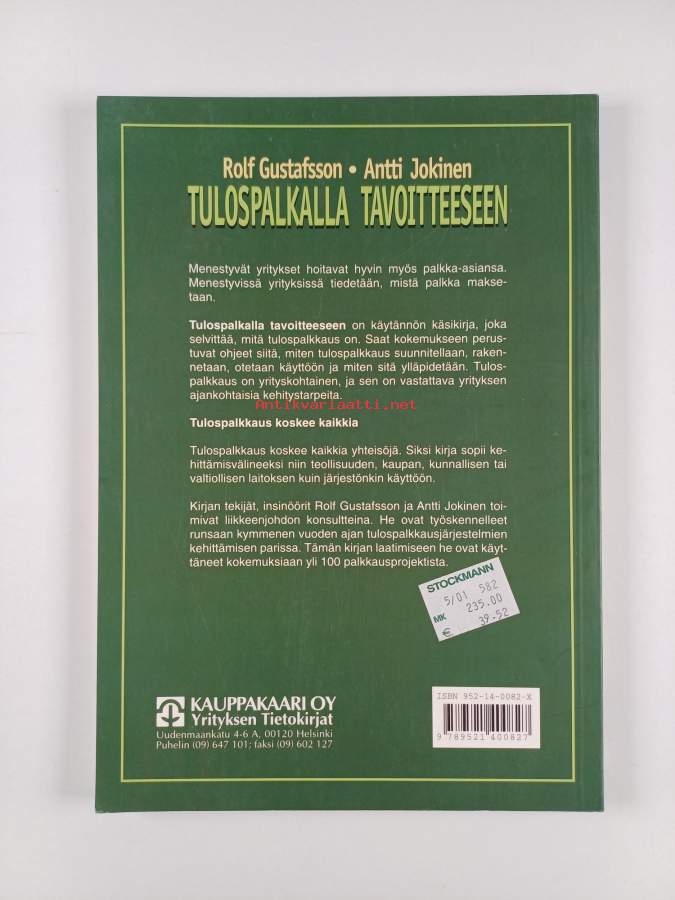 Rolf Gustafsson • Antti Jokinen
TULOSPALKALLA TAVOITTEESEEN
Menestyvät yritykset hoitavat hyvin myös palkka-asiansa.
Menestyvissä yrityksissä tiedetään, mistä palkka makse-
taan.
Tulospalkalla tavoitteeseen on käytännön käsikirja, joka
selvittää, mitä tulospalkkaus on. Saat kokemukseen perus-
tuvat ohjeet siitä, miten tulospalkkaus suunnitellaan, raken-
netaan, otetaan käyttöön ja miten sitä ylläpidetään. Tulos-
palkkaus on yrityskohtainen, ja sen on vastattava yrityksen
ajankohtaisia kehitystarpeita.
Antikvariaatti.net
Tulospalkkaus koskee kaikkia
Tulospalkkaus koskee kaikkia yhteisöjä. Siksi kirja sopii ke-
hittämisvälineeksi niin teollisuuden, kaupan, kunnallisen tai
valtiollisen laitoksen kuin järjestönkin käyttöön.
Kirjan tekijät, insinöörit Rolf Gustafsson ja Antti Jokinen toi-
mivat liikkeenjohdon konsultteina. He ovat työskennelleet
runsaan kymmenen vuoden ajan tulospalkkausjärjestelmien
kehittämisen parissa. Tämän kirjan laatimiseen he ovat käyt-
täneet kokemuksiaan yli 100 palkkausprojektista.
STOCKMANN
5/01 582
MK 235.00
€ 39.52
KAUPPAKAARI OY
Yrityksen Tietokirjat
Uudenmaankatu 4-6 A, 00120 Helsinki
Puhelin (09) 647 101; faksi (09) 602 127
ISBN 952-14-0082-X
9 789521 400827